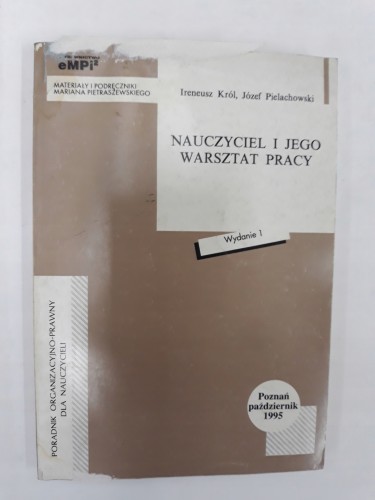 eMPi²
MATERIAŁY I PODRĘCZNIKI
MARIANA PIETRASZEWSKIEGO
Ireneusz Król, Józef Pielachowski
NAUCZYCIEL I JEGO
WARSZTAT PRACY
Wydanie 1
PORADNIK ORGANIZACYJNO-PRAWNY
DLA NAUCZYCIELI
Poznań
październik
1995